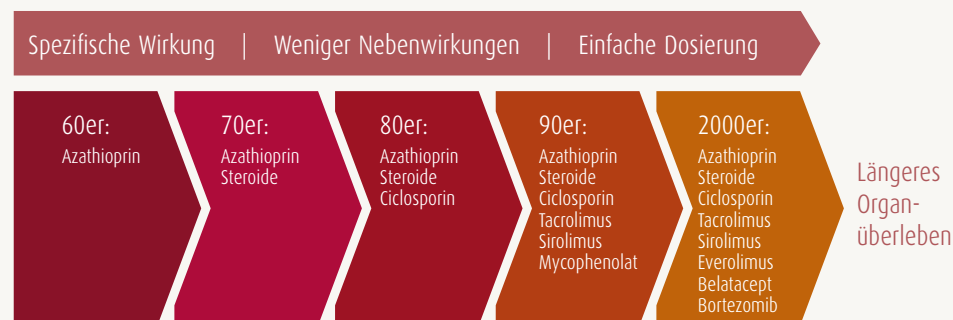 Spezifische Wirkung | Weniger Nebenwirkungen | Einfache Dosierung
60er:
Azathioprin
70er:
Azathioprin
Steroide
80er:
Azathioprin
Steroide
Ciclosporin
90er:
Azathioprin
Steroide
Ciclosporin
Tacrolimus
Sirolimus
Mycophenolat
2000er:
Azathioprin
Steroide
Ciclosporin
Tacrolimus
Sirolimus
Everolimus
Belatacept
Bortezomib
Längeres
Organ-
überleben